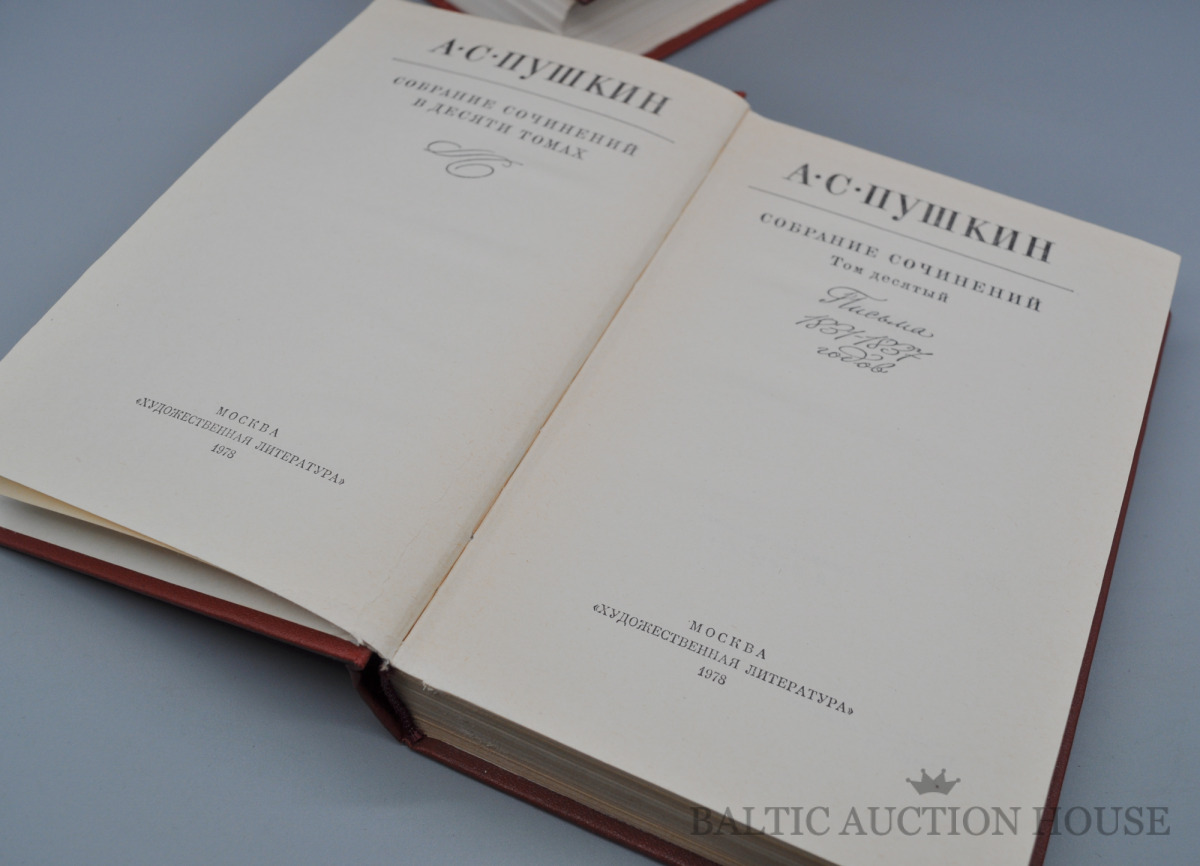 А·С·ПУШКИН
СОБРАНИЕ СОЧИНЕНИЙ
В ДЕСЯТИ ТОМАХ
МОСКВА
«ХУДОЖЕСТВЕННАЯ ЛИТЕРАТУРА»
1978
А·С·ПУШКИН
СОБРАНИЕ СОЧИНЕНИЙ
Том десятый
Письма
1831-1837
годов
МОСКВА
«ХУДОЖЕСТВЕННАЯ ЛИТЕРАТУРА»
1978
BALTIC AUCTION HOUSE